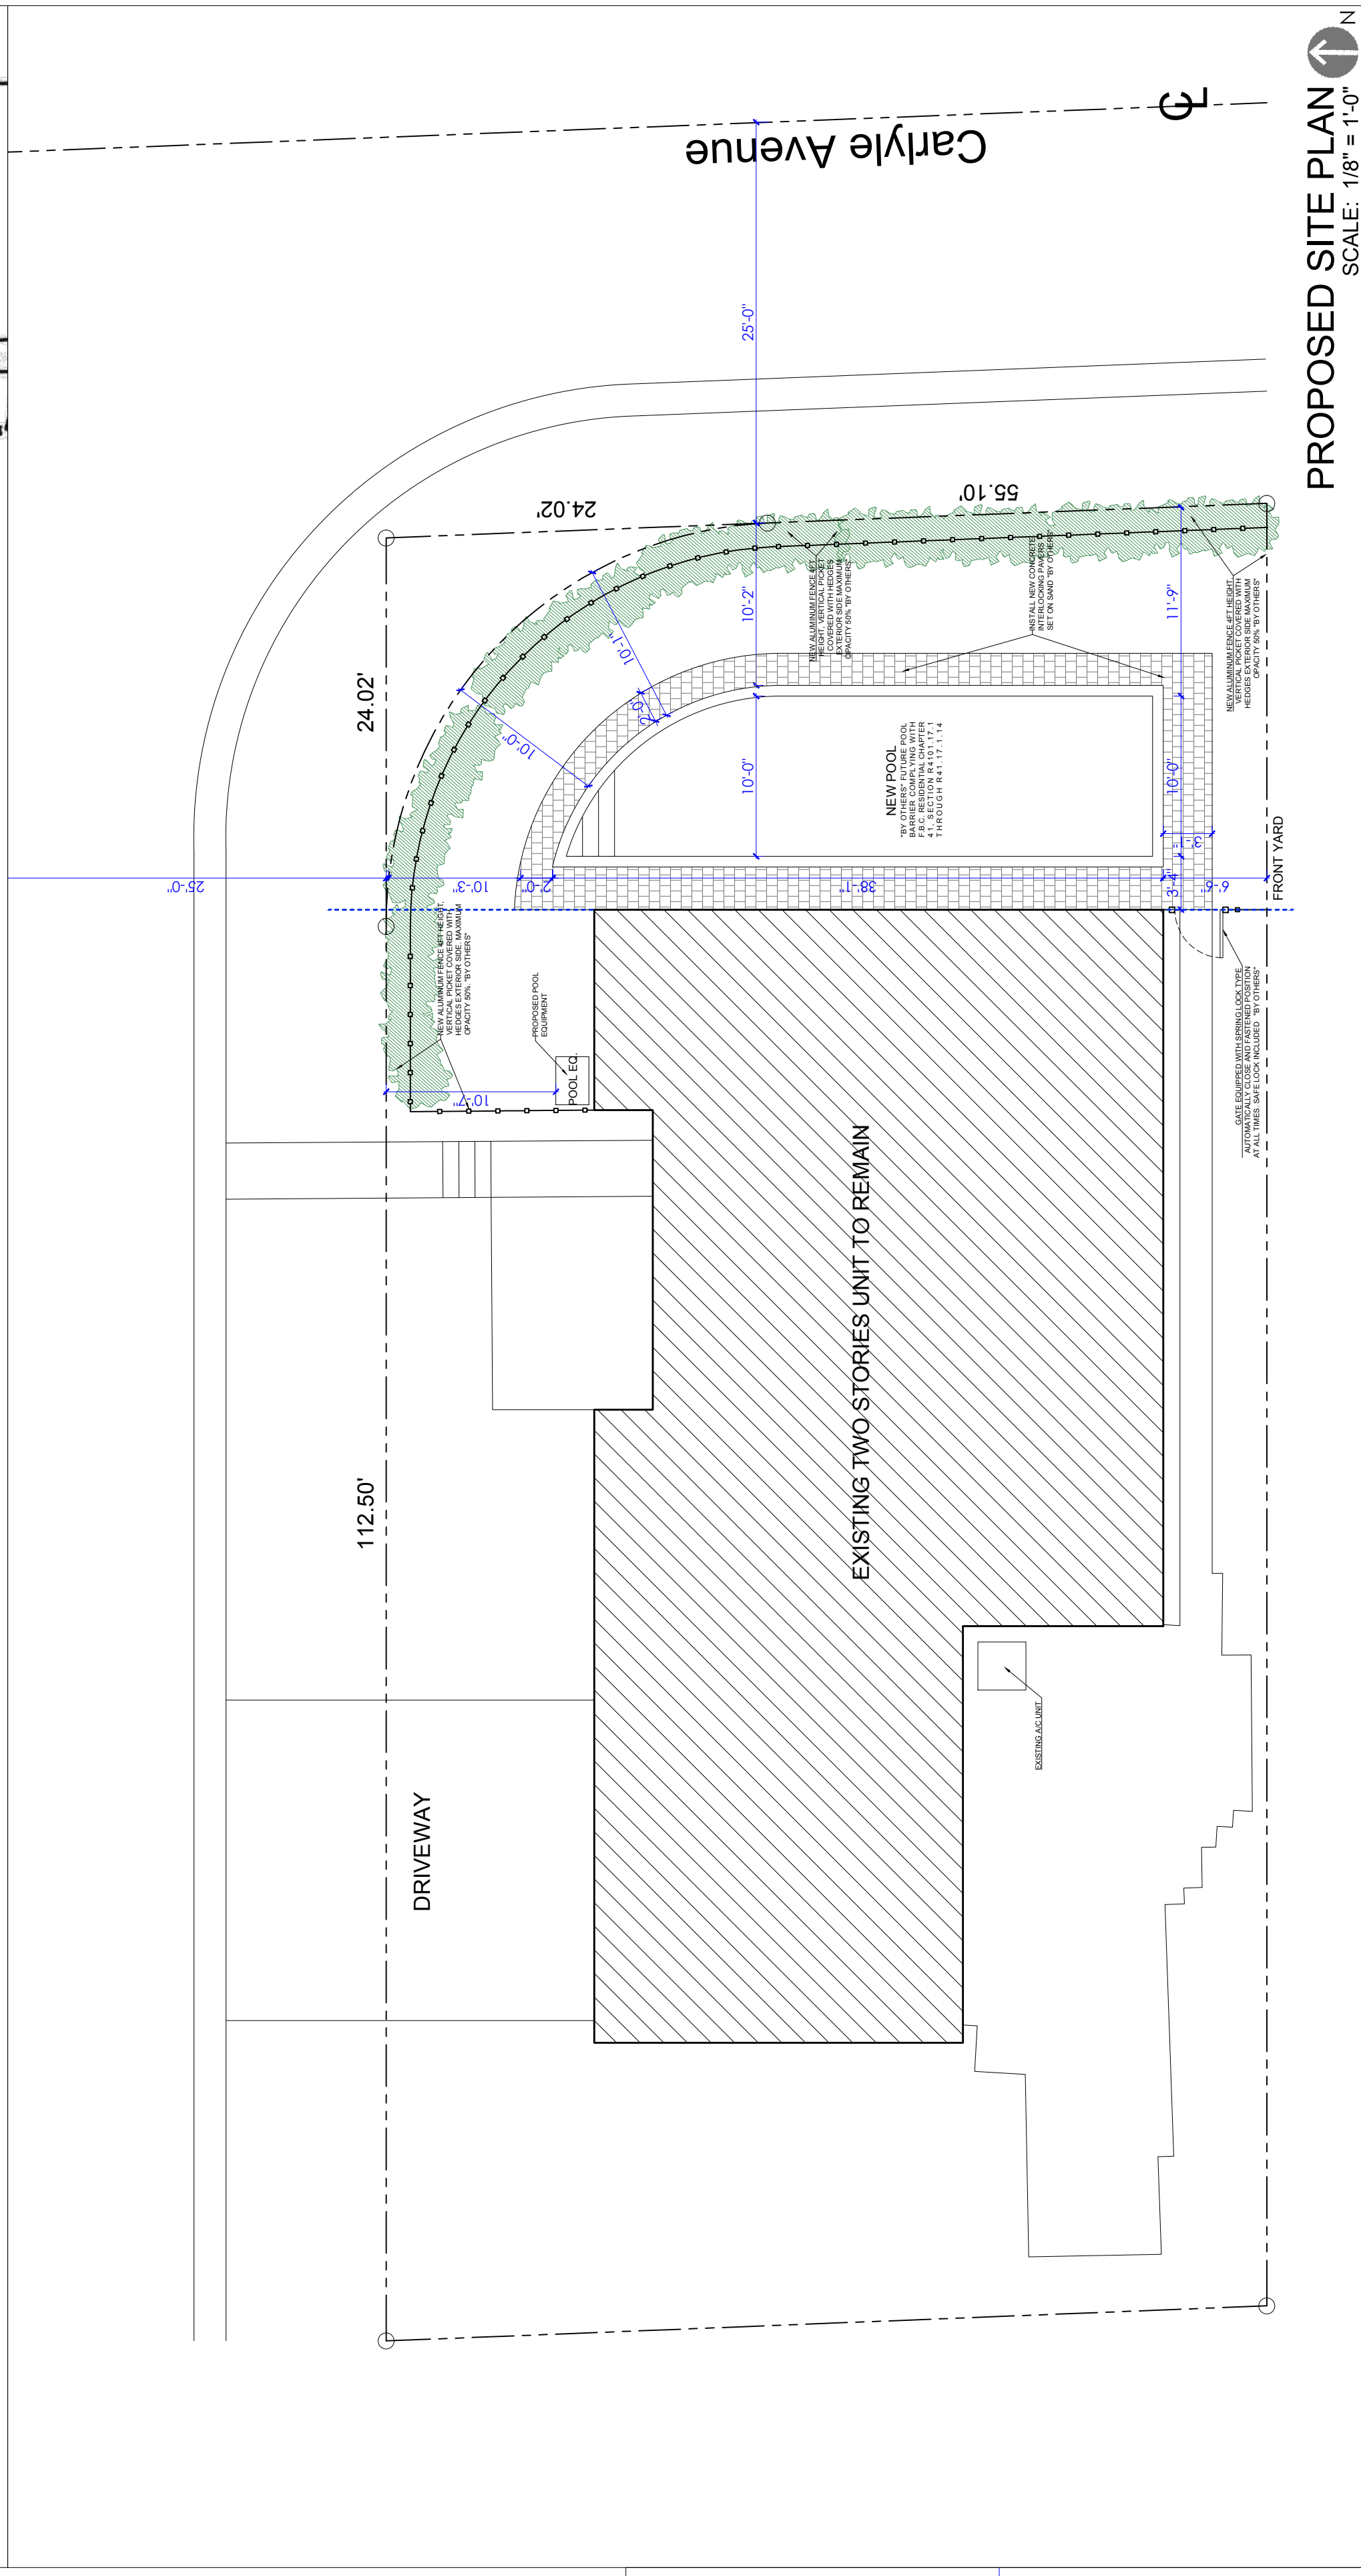 PROPOSED SITE PLAN
SCALE: 1/8" = 1'-0"
N
CL
Carlyle Avenue
25'-0"
24.02'
55.10'
24.02'
112.50'
25'-0"
10'-3"
2'-0"
38'-1"
6'-6"
10'-0"
10'-1"
2'-0"
10'-2"
10'-0"
11'-9"
10'-0"
3'-4"
3'-1"
10'-7"
NEW ALUMINUM FENCE 4FT HEIGHT,
VERTICAL PICKET COVERED WITH
HEDGES EXTERIOR SIDE. MAXIMUM
OPACITY 50%. "BY OTHERS"
NEW ALUMINUM FENCE 4FT
HEIGHT, VERTICAL PICKET
COVERED WITH HEDGES
EXTERIOR SIDE MAXIMUM
OPACITY 50% "BY OTHERS"
INSTALL NEW CONCRETE
INTERLOCKING PAVERS
SET ON SAND "BY OTHERS"
NEW ALUMINUM FENCE 4FT HEIGHT,
VERTICAL PICKET COVERED WITH
HEDGES EXTERIOR SIDE MAXIMUM
OPACITY 50% "BY OTHERS"
NEW POOL
"BY OTHERS" FUTURE POOL
BARRIER COMPLYING WITH
F.B.C. RESIDENTIAL CHAPTER
41, SECTION R4101.17.1
THROUGH R41.17.1.14
FRONT YARD
PROPOSED POOL
EQUIPMENT
POOL EQ.
GATE EQUIPPED WITH SPRING LOCK TYPE
AUTOMATICALLY CLOSE AND FASTENED POSITION
AT ALL TIMES. SAFE LOCK INCLUDED "BY OTHERS"
EXISTING TWO STORIES UNIT TO REMAIN
EXISTING A/C UNIT
DRIVEWAY